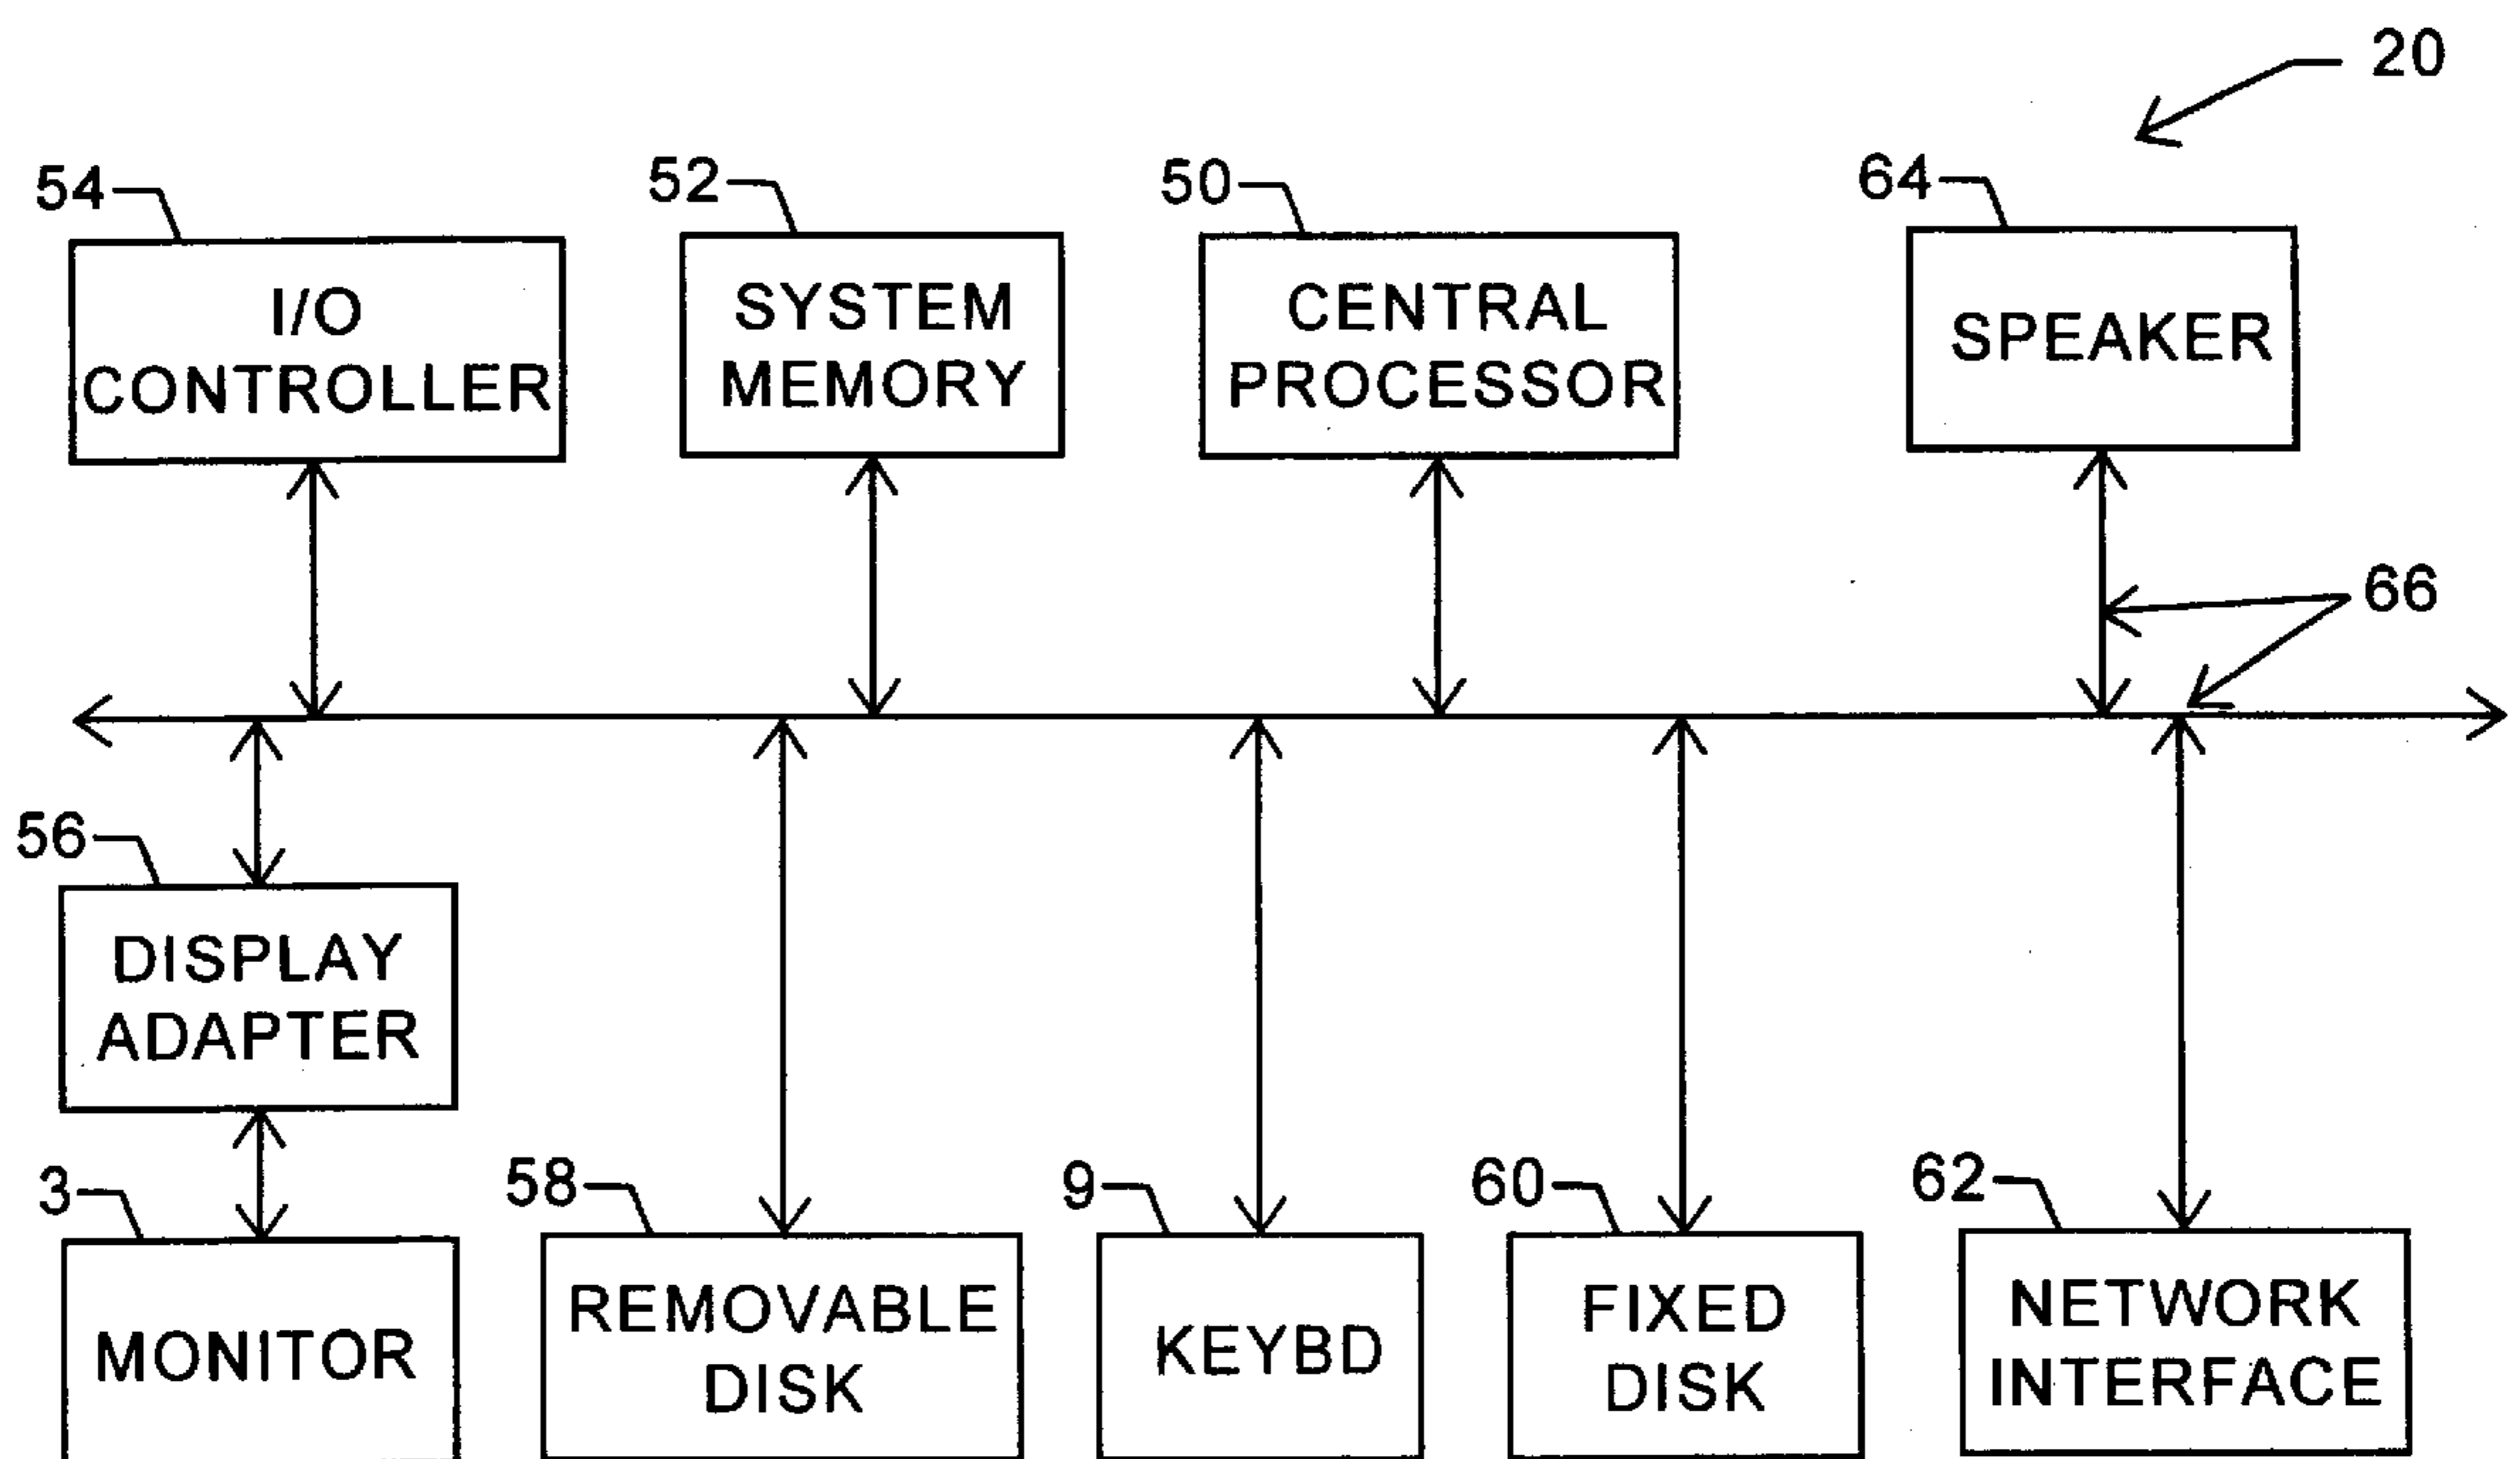 20
54
52
50
64
I/O
CONTROLLER
SYSTEM
MEMORY
CENTRAL
PROCESSOR
SPEAKER
66
56
DISPLAY
ADAPTER
3
58
9
60
62
MONITOR
REMOVABLE
DISK
KEYBD
FIXED
DISK
NETWORK
INTERFACE